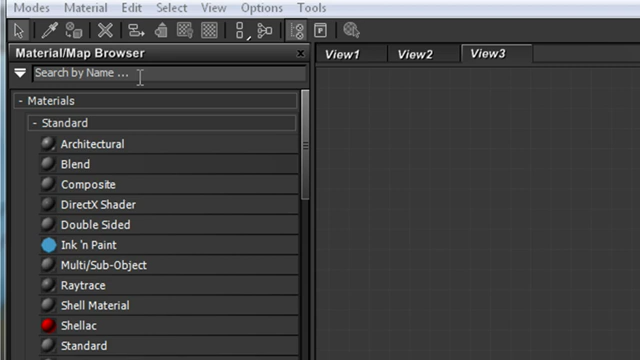 Modes Material Edit Select View Options Tools
Material/Map Browser
View1 View2 View3
Search by Name ...
- Materials
- Standard
Architectural
Blend
Composite
DirectX Shader
Double Sided
Ink 'n Paint
Multi/Sub-Object
Raytrace
Shell Material
Shellac
Standard